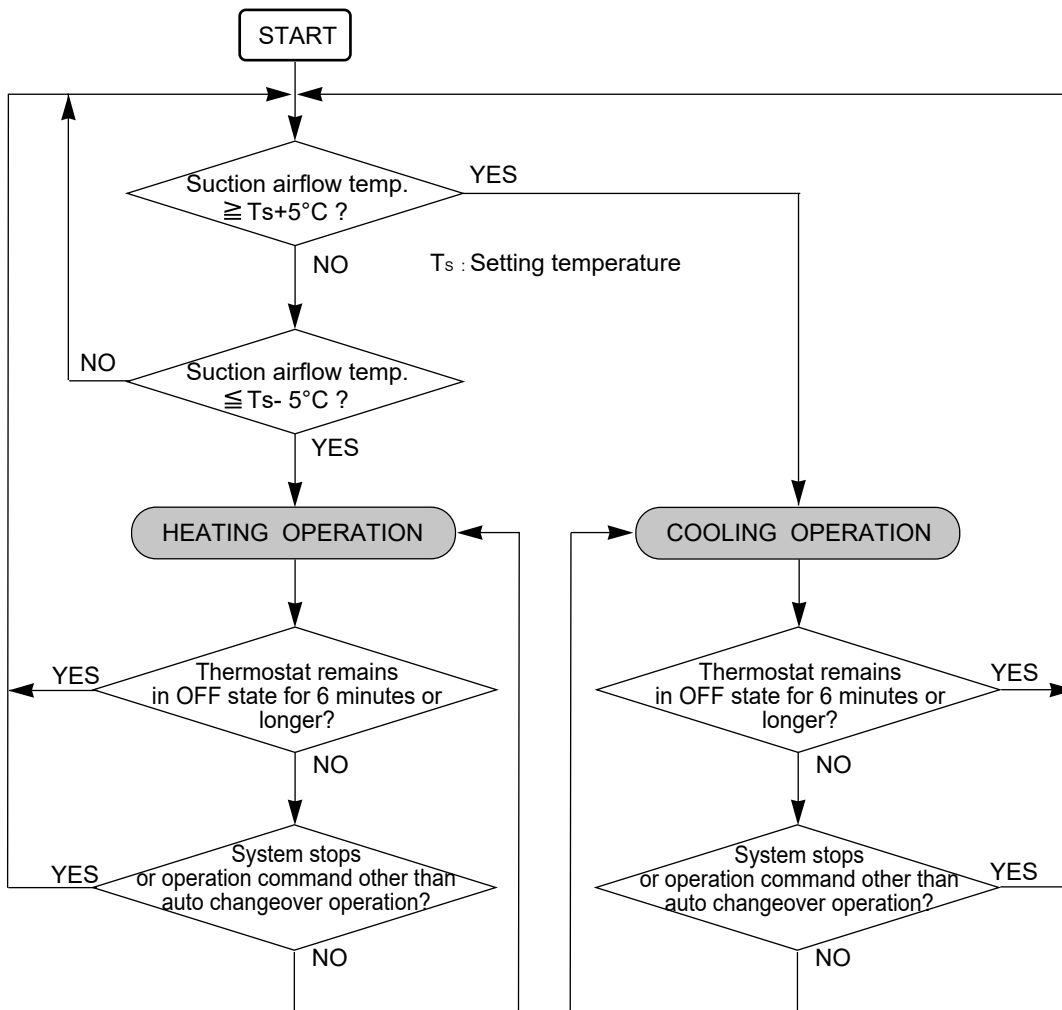 START
Suction airflow temp.
≧ Ts+5°C ?
YES
NO
Ts : Setting temperature
Suction airflow temp.
≦ Ts- 5°C ?
NO
YES
HEATING OPERATION
COOLING OPERATION
Thermostat remains
in OFF state for 6 minutes or
longer?
YES
NO
Thermostat remains
in OFF state for 6 minutes or
longer?
YES
NO
System stops
or operation command other than
auto changeover operation?
YES
NO
System stops
or operation command other than
auto changeover operation?
YES
NO